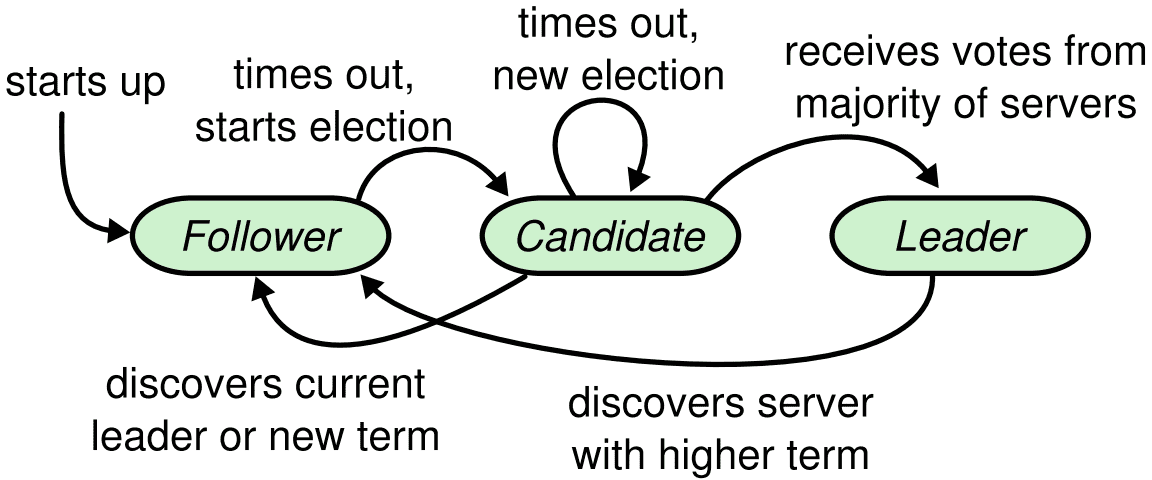 starts up
times out,
starts election
times out,
new election
receives votes from
majority of servers
Follower
Candidate
Leader
discovers current
leader or new term
discovers server
with higher term